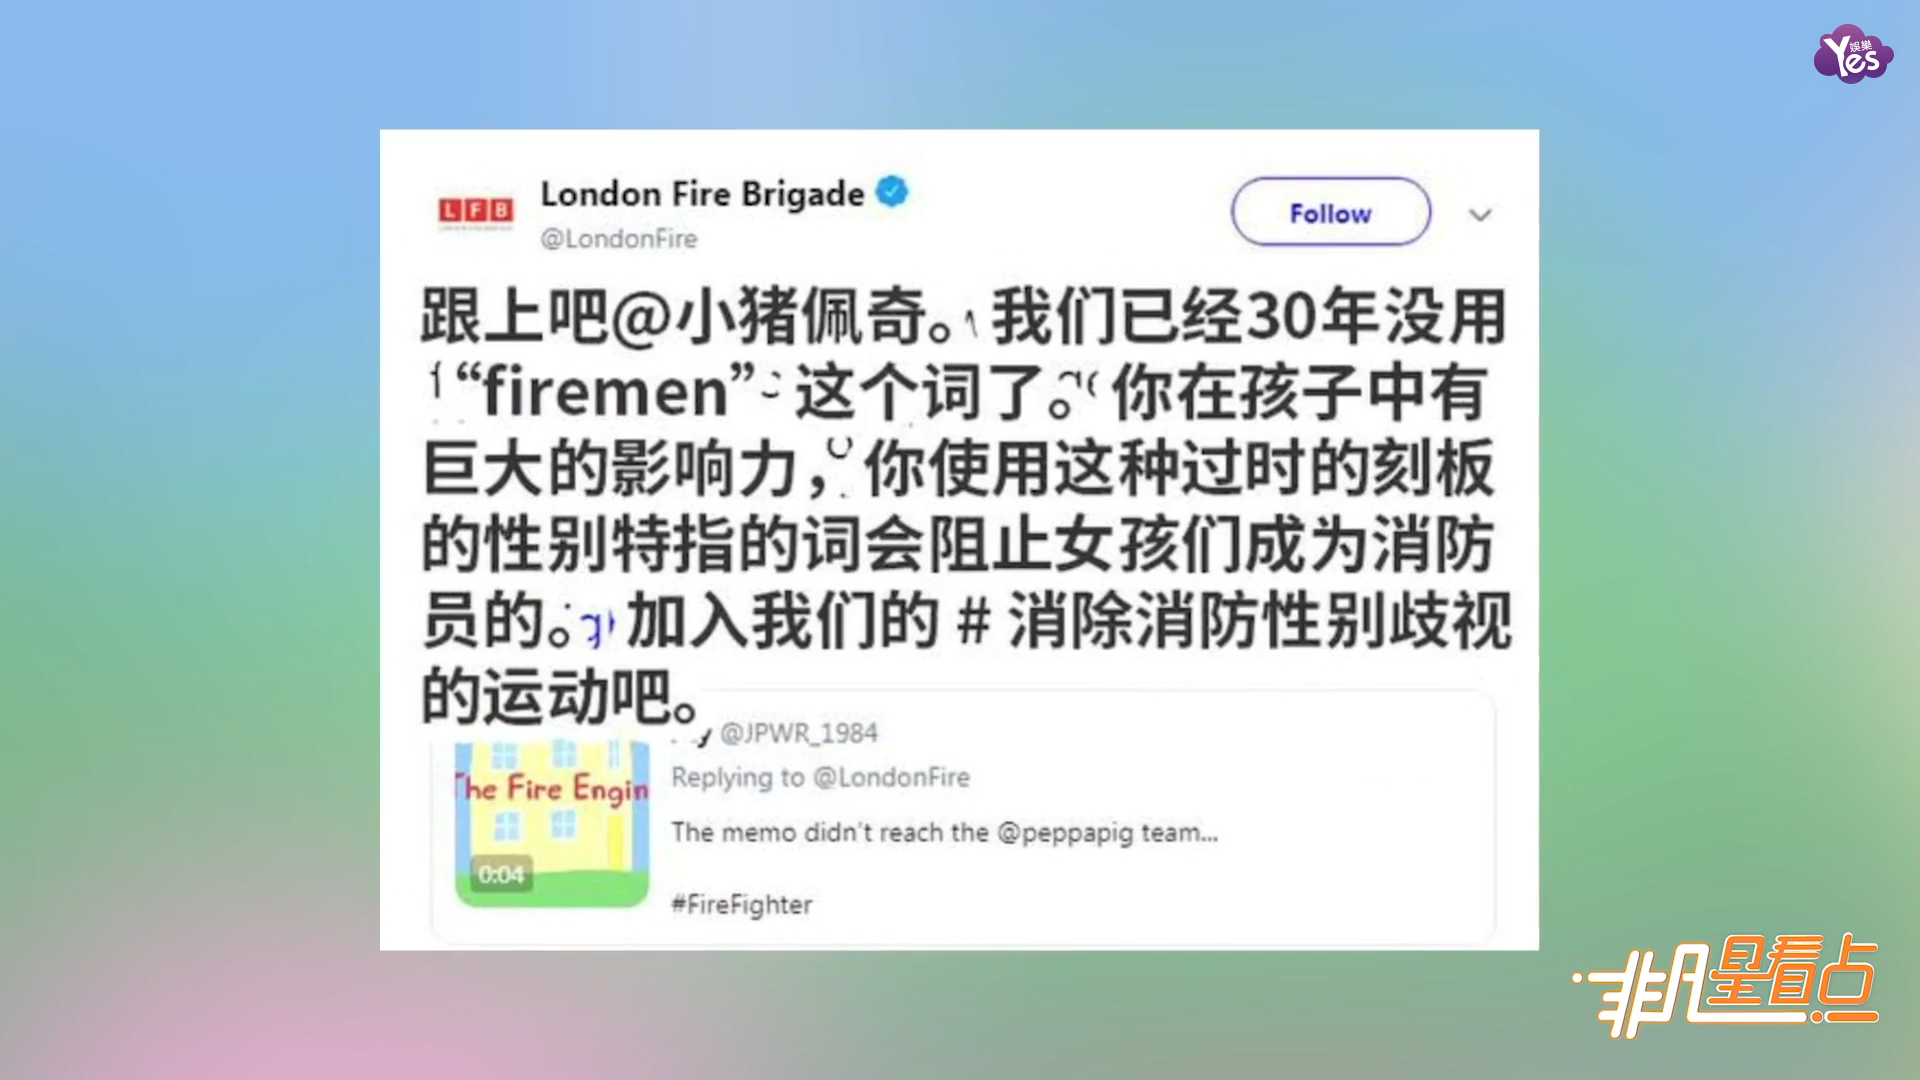 Yes 娛樂
London Fire Brigade
LFB
Follow
@LondonFire
跟上吧@小猪佩奇。我们已经30年没用
“firemen” 这个词了。你在孩子中有
巨大的影响力，你使用这种过时的刻板
的性别特指的词会阻止女孩们成为消防
员的。加入我们的 # 消除消防性别歧视
的运动吧。
@JPWR_1984
Replying to @LondonFire
The Fire Engin
The memo didn't reach the @peppapig team...
0:04
#FireFighter
非凡星看点